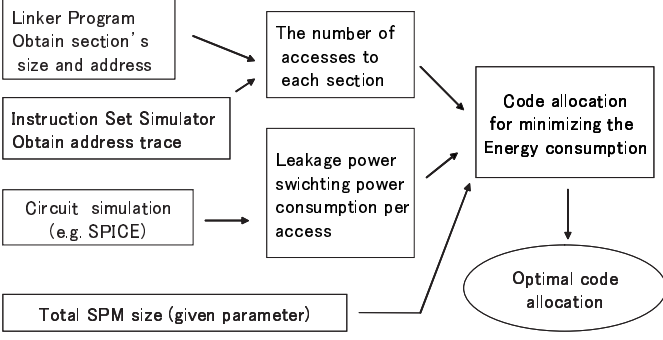 Linker Program
Obtain section's
size and address
The number of
accesses to
each section
Instruction Set Simulator
Obtain address trace
Code allocation
for minimizing the
Energy consumption
Leakage power
swichting power
consumption per
access
Circuit simulation
(e.g. SPICE)
Optimal code
allocation
Total SPM size (given parameter)